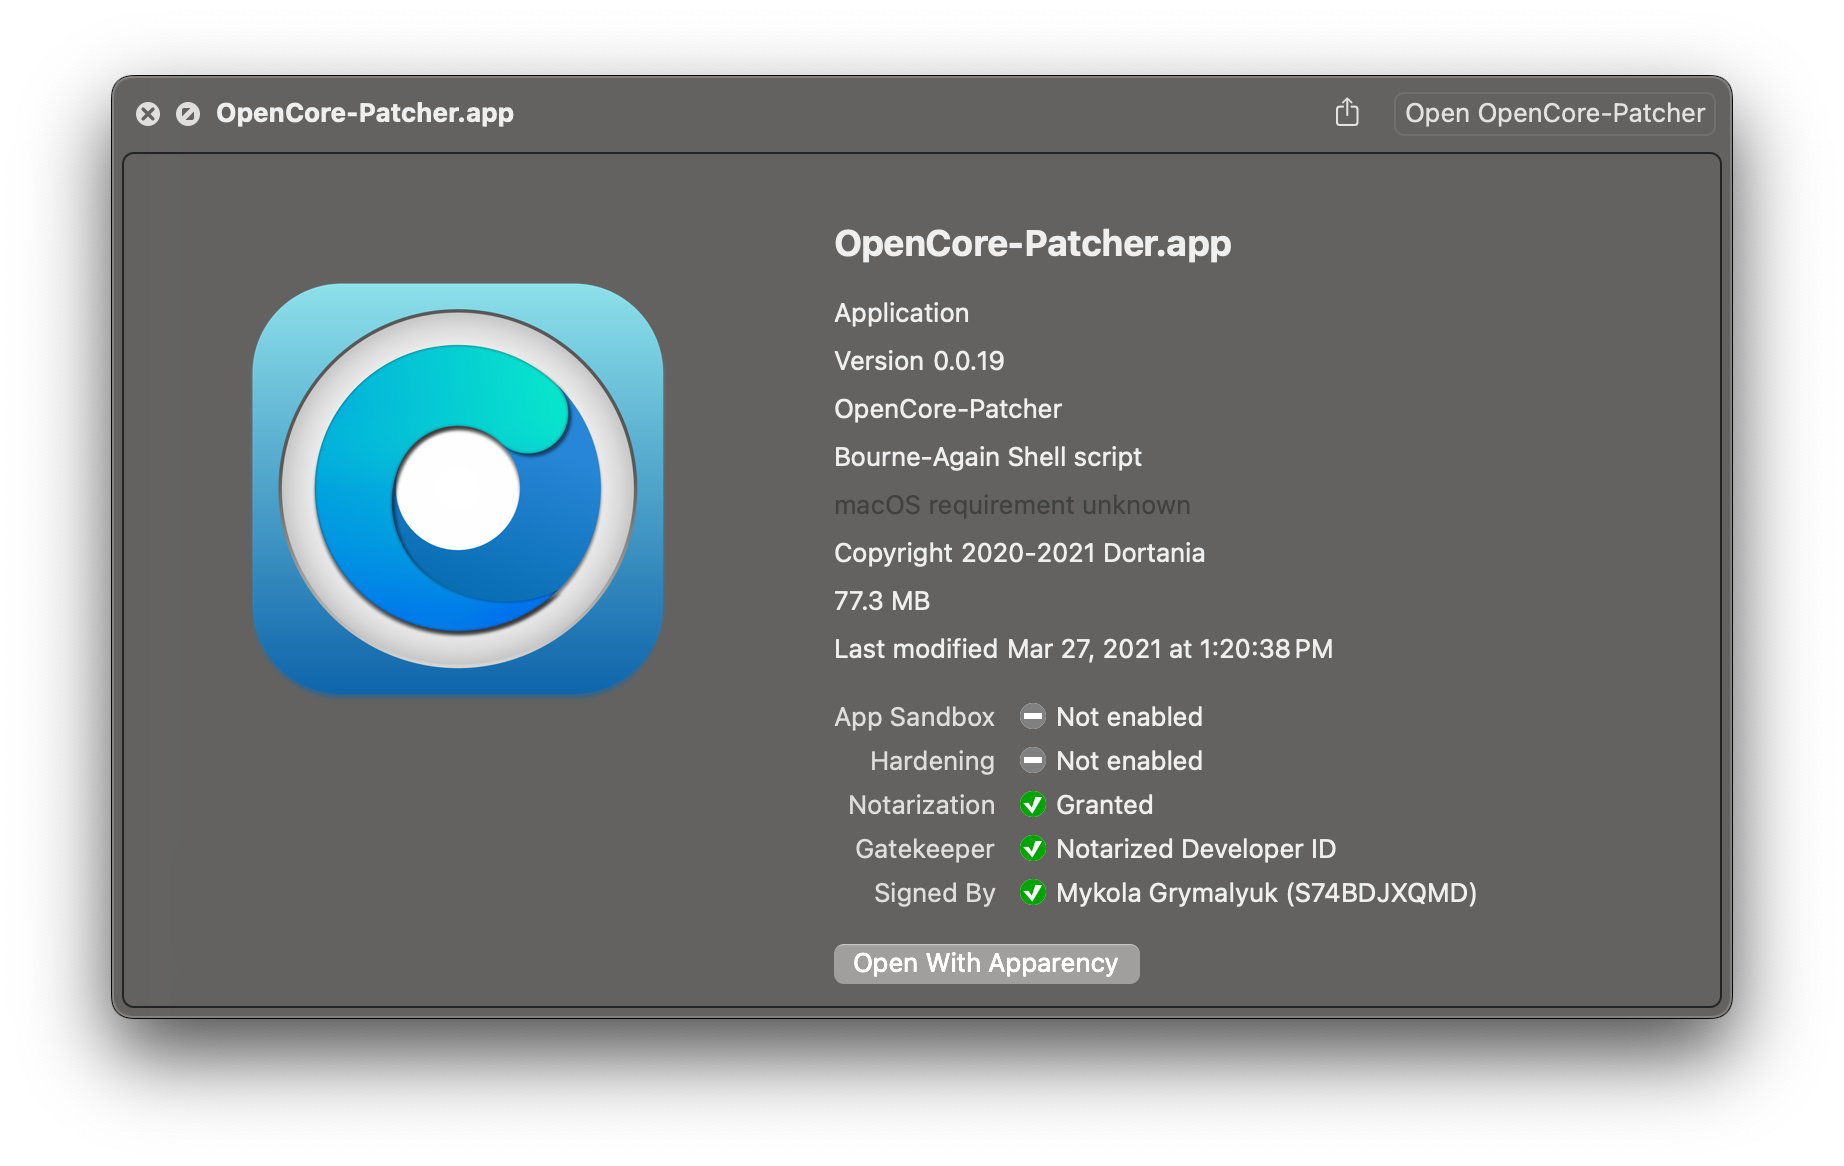 OpenCore-Patcher.app
Open OpenCore-Patcher
OpenCore-Patcher.app
Application
Version 0.0.19
OpenCore-Patcher
Bourne-Again Shell script
macOS requirement unknown
Copyright 2020-2021 Dortania
77.3 MB
Last modified Mar 27, 2021 at 1:20:38 PM
App Sandbox Not enabled
Hardening Not enabled
Notarization Granted
Gatekeeper Notarized Developer ID
Signed By Mykola Grymalyuk (S74BDJXQMD)
Open With Apparency